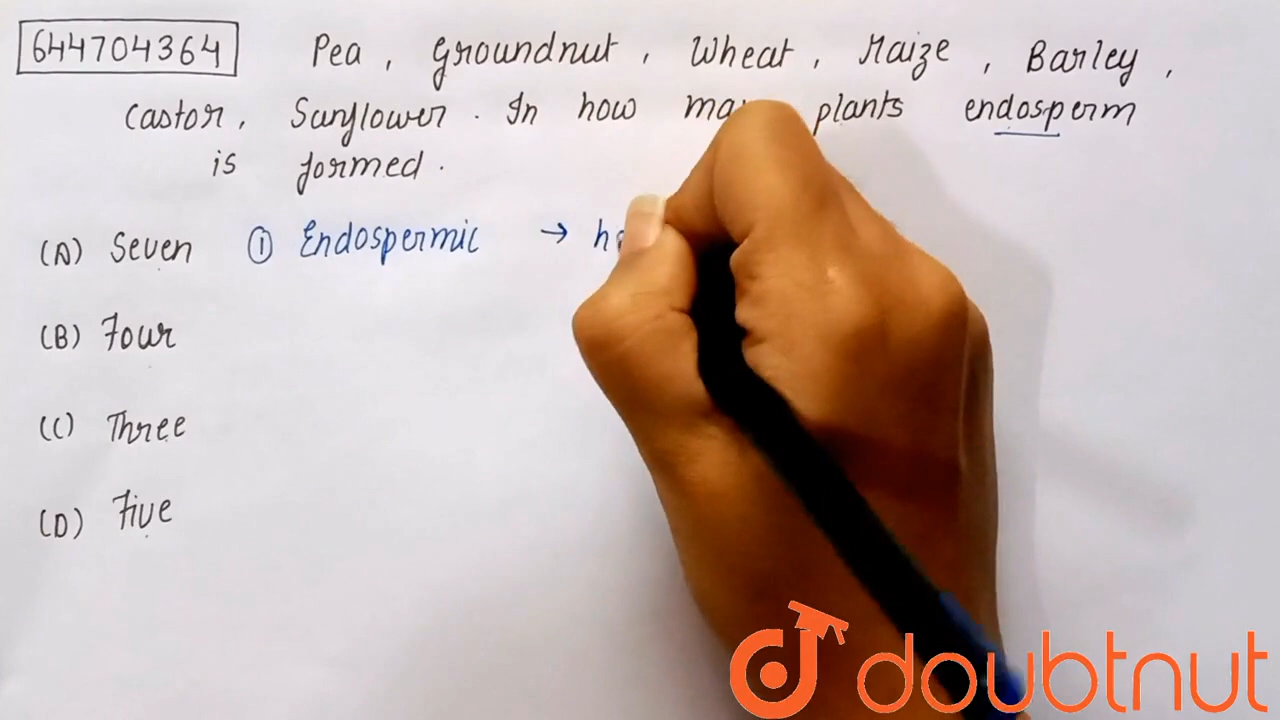 644704364 Pea , Groundnut , Wheat , Maize , Barley ,
Castor , Sunflower . In how plants endosperm
is formed .
(A) Seven ① Endospermic →
(B) Four
(C) Three
(D) Five
doubtnut